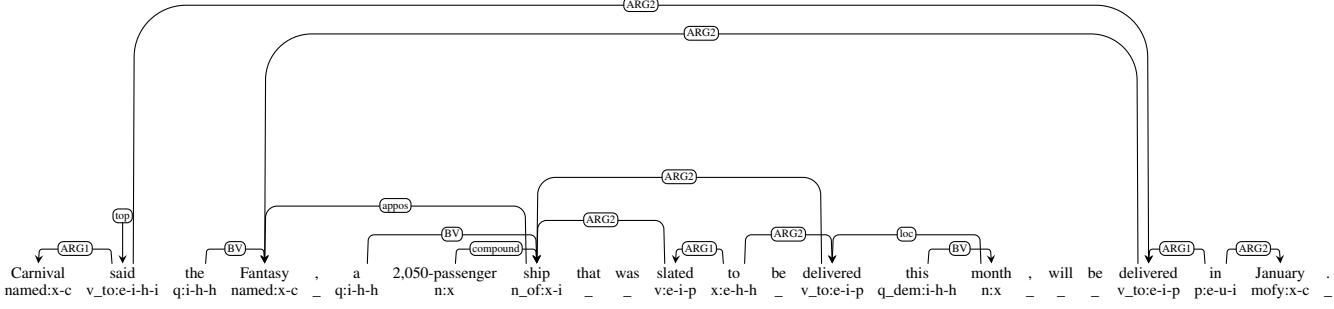 ARG2
ARG2
ARG2
appos
top
ARG2
BV
ARG2
loc
ARG1
BV
compound
ARG1
BV
ARG1
ARG2
Carnival said the Fantasy , a 2,050-passenger ship that was slated to be delivered this month , will be delivered in January .
named:x-c v_to:e-i-h-i q:i-h-h named:x-c _ q:i-h-h n:x n_of:x-i _ _ v:e-i-p x:e-h-h _ v_to:e-i-p q_dem:i-h-h n:x _ _ _ v_to:e-i-p p:e-u-i mofy:x-c _